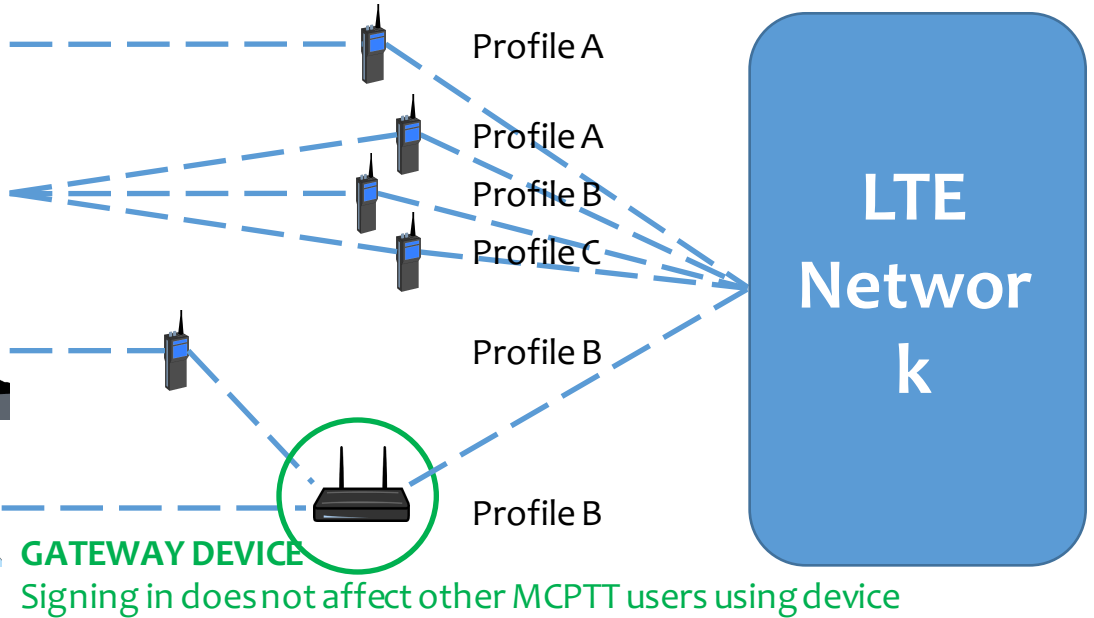 Profile A
Profile A
Profile B
Profile C
Profile B
Profile B
LTE
Networ
k
GATEWAY DEVICE
Signing in does not affect other MCPTT users using device